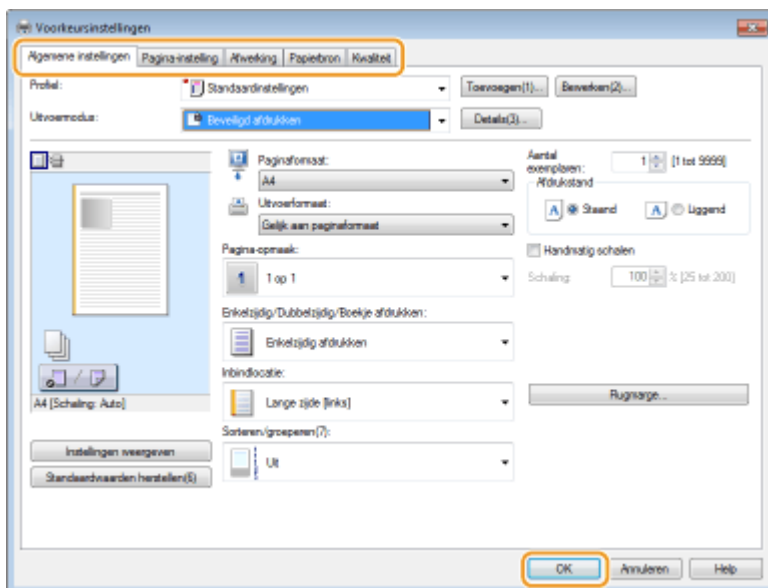 Voorkeursinstellingen
Algemene instellingen Pagina-instelling Afwerking Papierbron Kwaliteit
Profiel: Standaardinstellingen Toevoegen(1)... Bewerken(2)...
Uitvoermodus: Beveiligd afdrukken Details(3)...
Paginaformaat:
A4
Uitvoerformaat:
Gelijk aan paginaformaat
Pagina-opmaak:
1 1 op 1
Enkelzijdig/Dubbelzijdig/Boekje afdrukken:
Enkelzijdig afdrukken
Inbindlocatie:
Lange zijde [links]
Sorteren/groeperen(7):
Uit
Aantal exemplaren: 1 [1 tot 9999]
Afdrukstand
A Staand A Liggend
Handmatig schalen
Schaling: 100 % [25 tot 200]
Rugmarge...
A4 [Schaling: Auto]
Instellingen weergeven
Standaardwaarden herstellen(6)
OK Annuleren Help